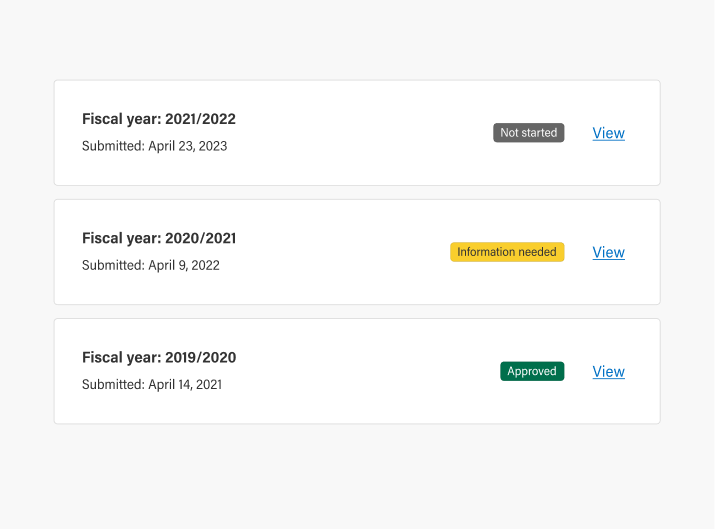 Fiscal year: 2021/2022
Submitted: April 23, 2023
Not started
View
Fiscal year: 2020/2021
Submitted: April 9, 2022
Information needed
View
Fiscal year: 2019/2020
Submitted: April 14, 2021
Approved
View